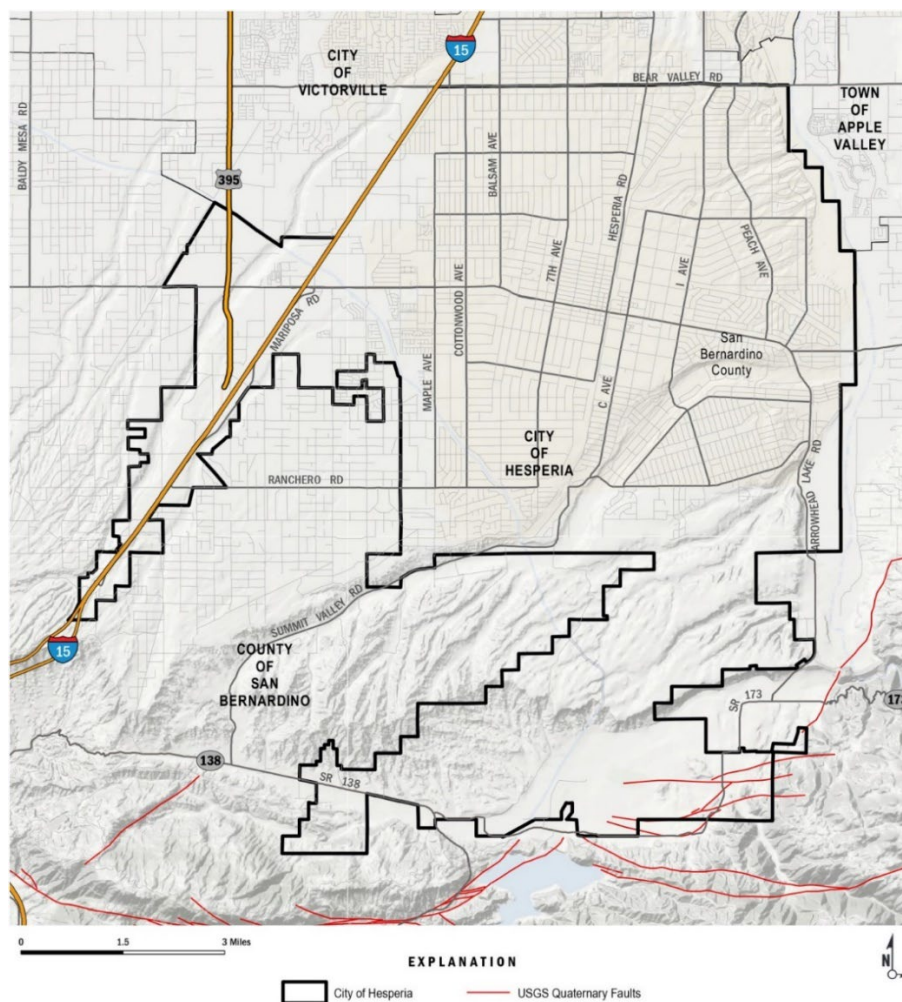 15
CITY
OF
VICTORVILLE
BEAR VALLEY RD
TOWN
OF
APPLE
VALLEY
BALDY MESA RD
395
BALSAM AVE
HESPERIA RD
7TH AVE
I AVE
PEACH AVE
MARIPOSA RD
COTTONWOOD AVE
MAPLE AVE
San
Bernardino
County
C AVE
CITY
OF
HESPERIA
RANCHERO RD
ARROWHEAD LAKE RD
SUMMIT VALLEY RD
15
COUNTY
OF
SAN
BERNARDINO
SR 173
173
138
SR 138
0 1.5 3 Miles
EXPLANATION
N
City of Hesperia
USGS Quaternary Faults